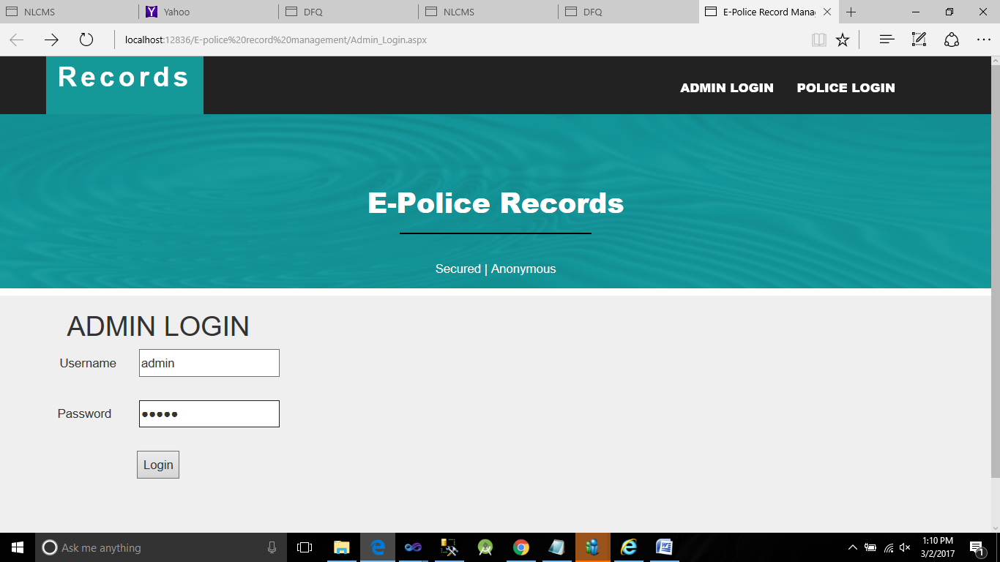 NLCMS
Yahoo
DFQ
NLCMS
DFQ
E-Police Record Mana
localhost:12836/E-police%20record%20management/Admin_Login.aspx
Records
ADMIN LOGIN
POLICE LOGIN
E-Police Records
Secured | Anonymous
ADMIN LOGIN
Username admin
Password ●●●●●
Login
Ask me anything
1:10 PM
3/2/2017
1